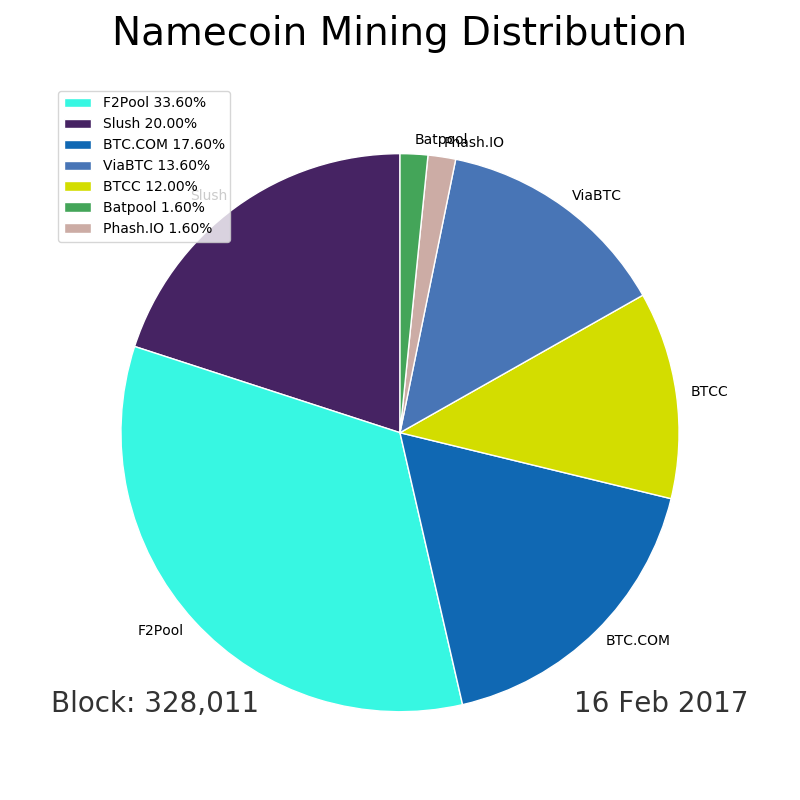 Namecoin Mining Distribution
F2Pool 33.60%
Slush 20.00%
BTC.COM 17.60%
ViaBTC 13.60%
BTCC 12.00%
Batpool 1.60%
Phash.IO 1.60%
Batpool
Phash.IO
Slush
ViaBTC
BTCC
F2Pool
BTC.COM
Block: 328,011
16 Feb 2017